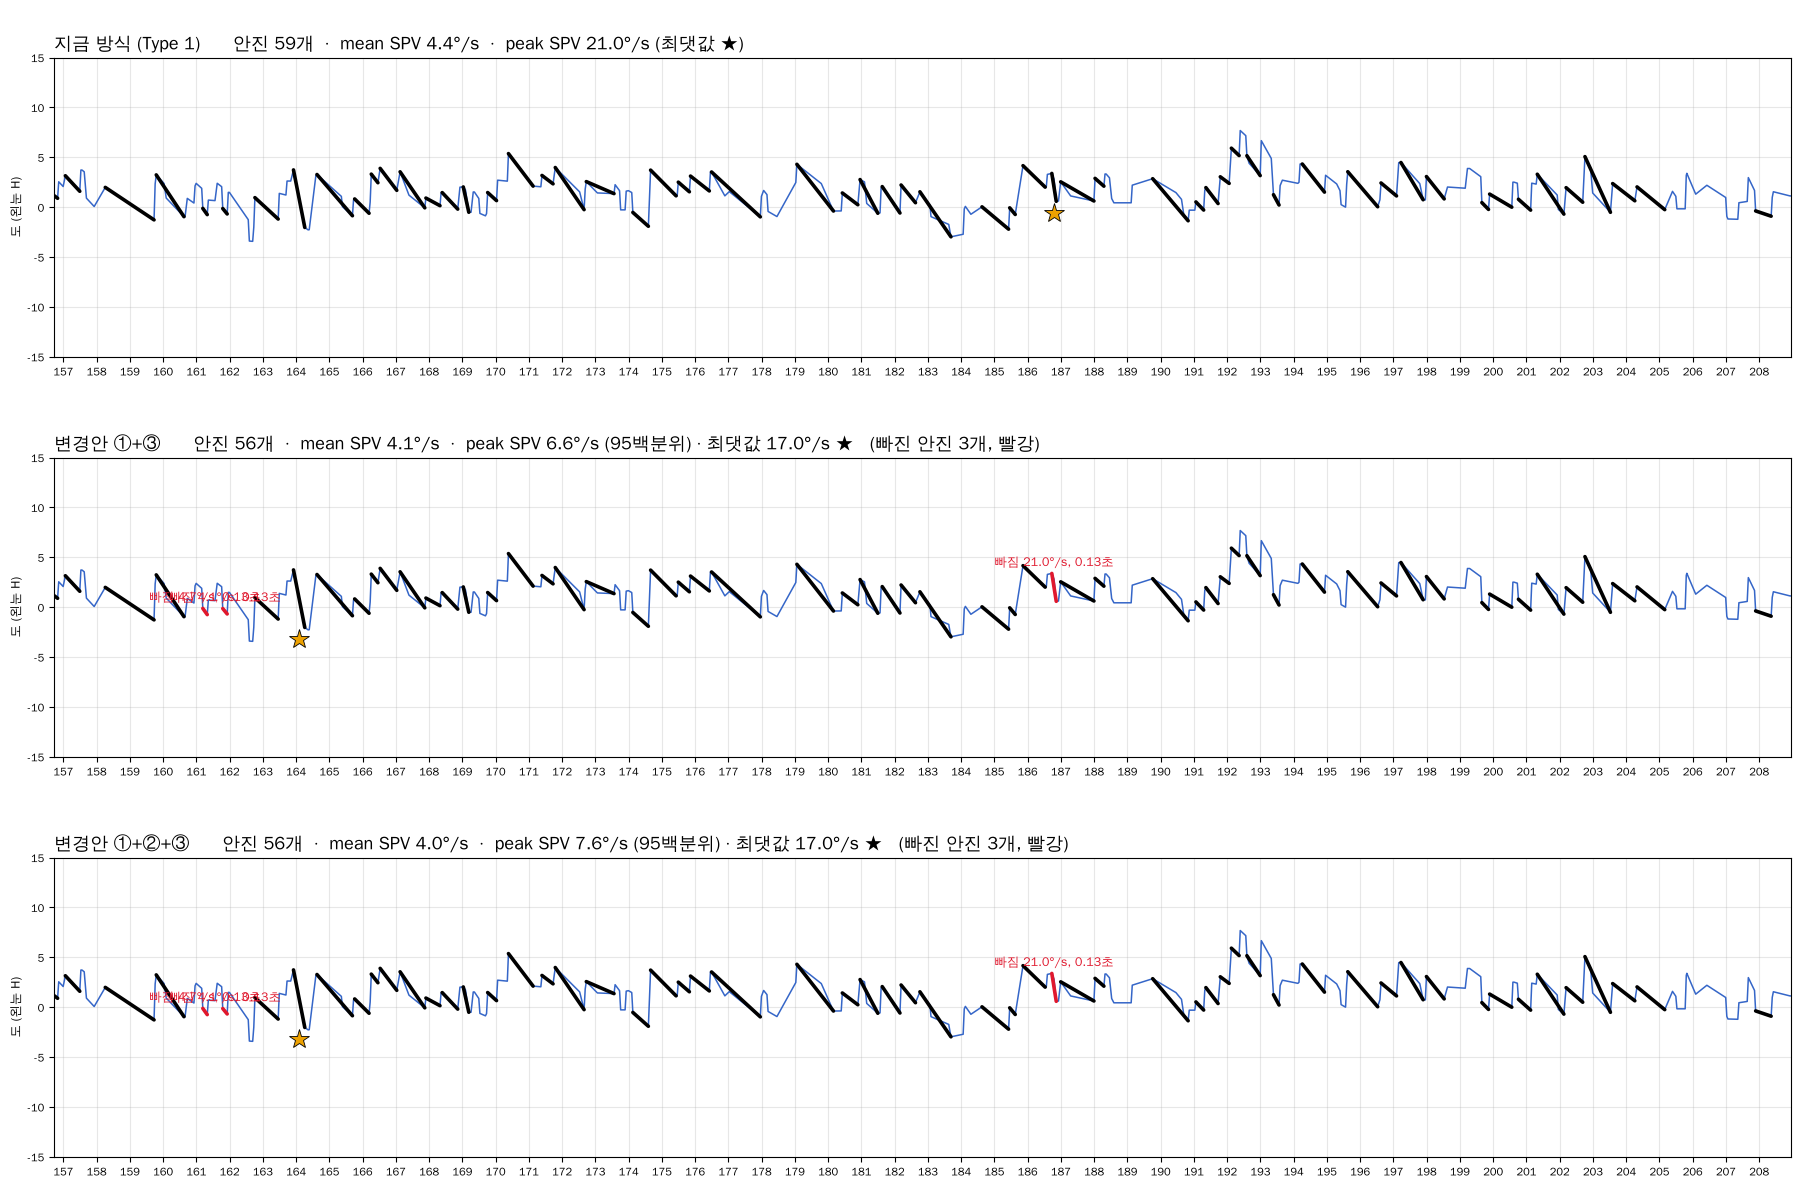 지금 방식 (Type 1) 안진 59개 · mean SPV 4.4°/s · peak SPV 21.0°/s (최댓값 ★)
15
10
5
0
-5
-10
-15
도 (왼눈 H)
157 158 159 160 161 162 163 164 165 166 167 168 169 170 171 172 173 174 175 176 177 178 179 180 181 182 183 184 185 186 187 188 189 190 191 192 193 194 195 196 197 198 199 200 201 202 203 204 205 206 207 208
변경안 ①+③ 안진 56개 · mean SPV 4.1°/s · peak SPV 6.6°/s (95백분위) · 최댓값 17.0°/s ★ (빠진 안진 3개, 빨강)
15
10
5
0
-5
-10
-15
도 (왼눈 H)
빠짐 21.0°/s, 0.13초
157 158 159 160 161 162 163 164 165 166 167 168 169 170 171 172 173 174 175 176 177 178 179 180 181 182 183 184 185 186 187 188 189 190 191 192 193 194 195 196 197 198 199 200 201 202 203 204 205 206 207 208
변경안 ①+②+③ 안진 56개 · mean SPV 4.0°/s · peak SPV 7.6°/s (95백분위) · 최댓값 17.0°/s ★ (빠진 안진 3개, 빨강)
15
10
5
0
-5
-10
-15
도 (왼눈 H)
빠짐 21.0°/s, 0.13초
157 158 159 160 161 162 163 164 165 166 167 168 169 170 171 172 173 174 175 176 177 178 179 180 181 182 183 184 185 186 187 188 189 190 191 192 193 194 195 196 197 198 199 200 201 202 203 204 205 206 207 208